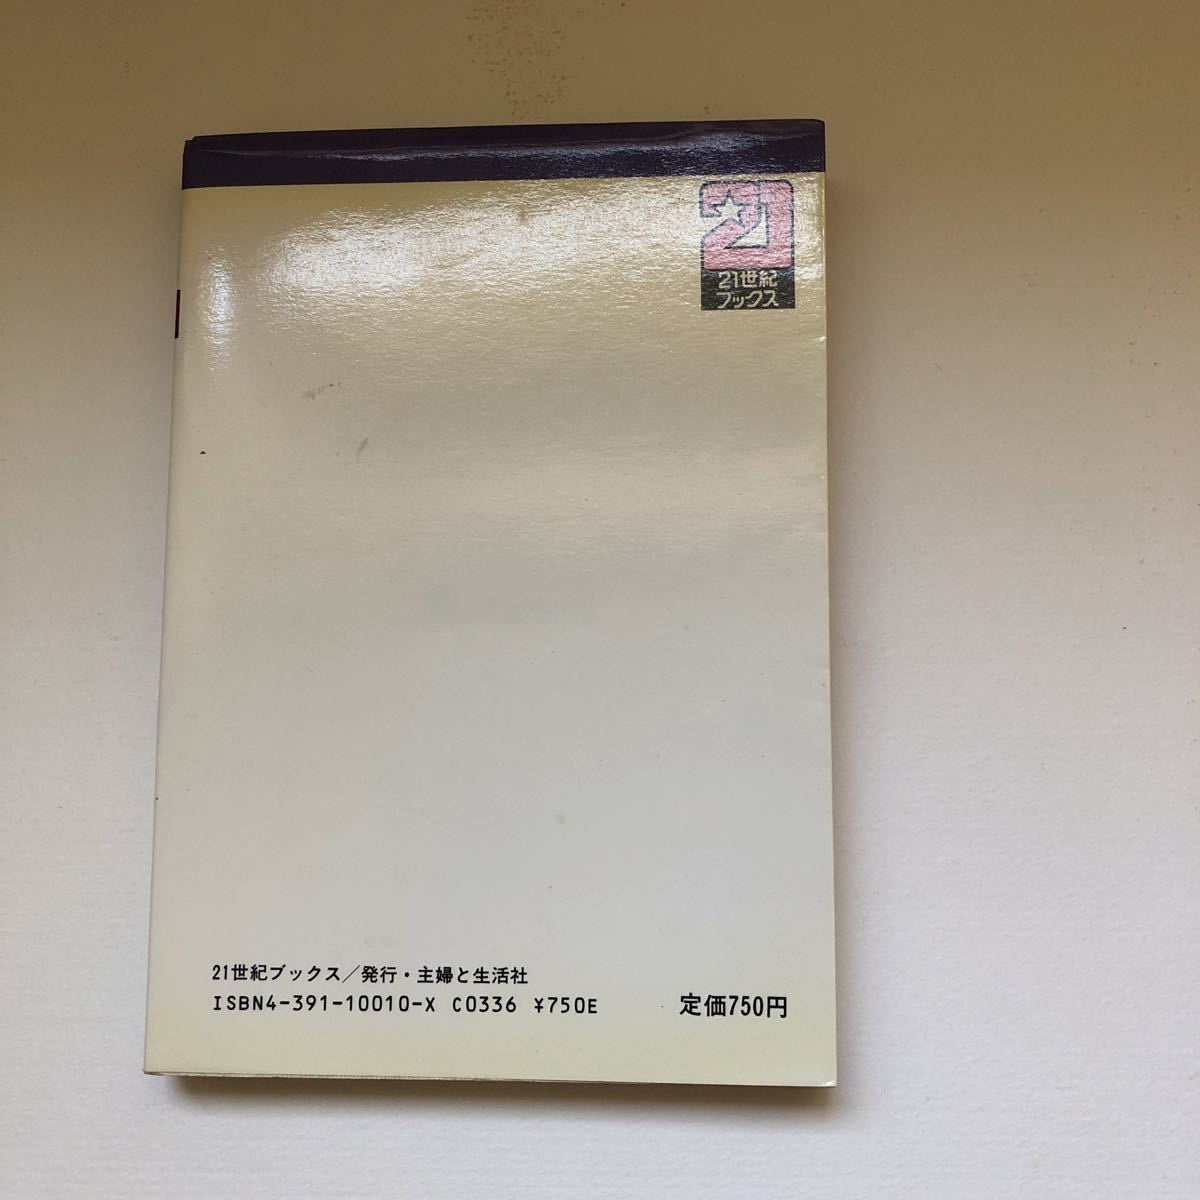 21
21世紀
ブックス
21世紀ブックス／発行・主婦と生活社
ISBN4-391-10010-X C0336 ¥750E
定価750円